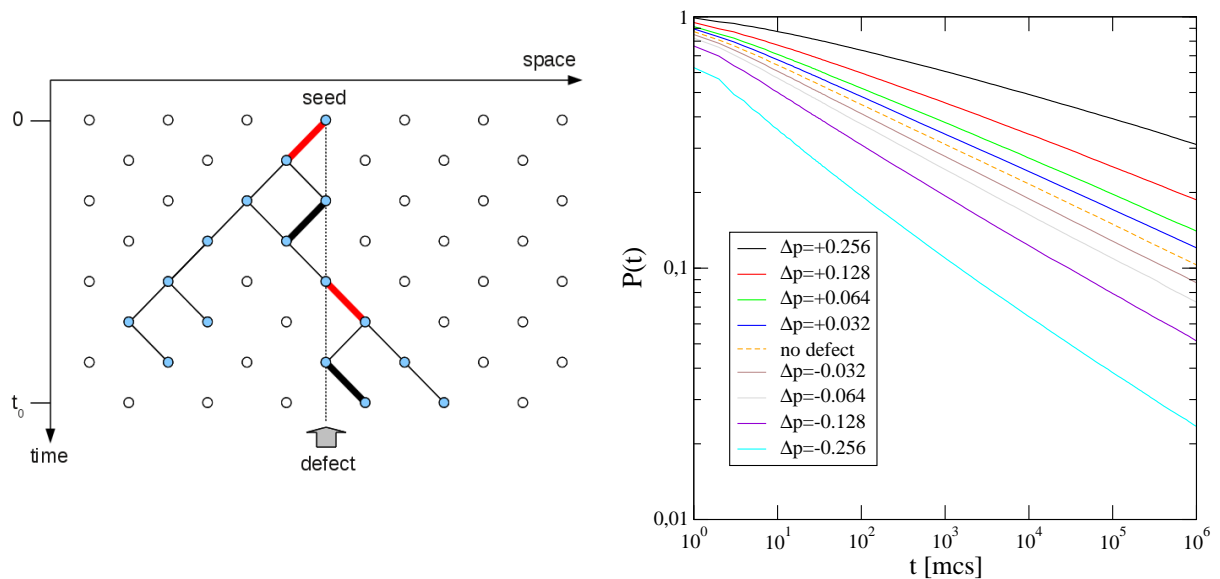 space
seed
0
t0
time
defect
1
0,1
0,01
P(t)
Δp=+0.256
Δp=+0.128
Δp=+0.064
Δp=+0.032
no defect
Δp=-0.032
Δp=-0.064
Δp=-0.128
Δp=-0.256
10^0 10^1 10^2 10^3 10^4 10^5 10^6
t [mcs]